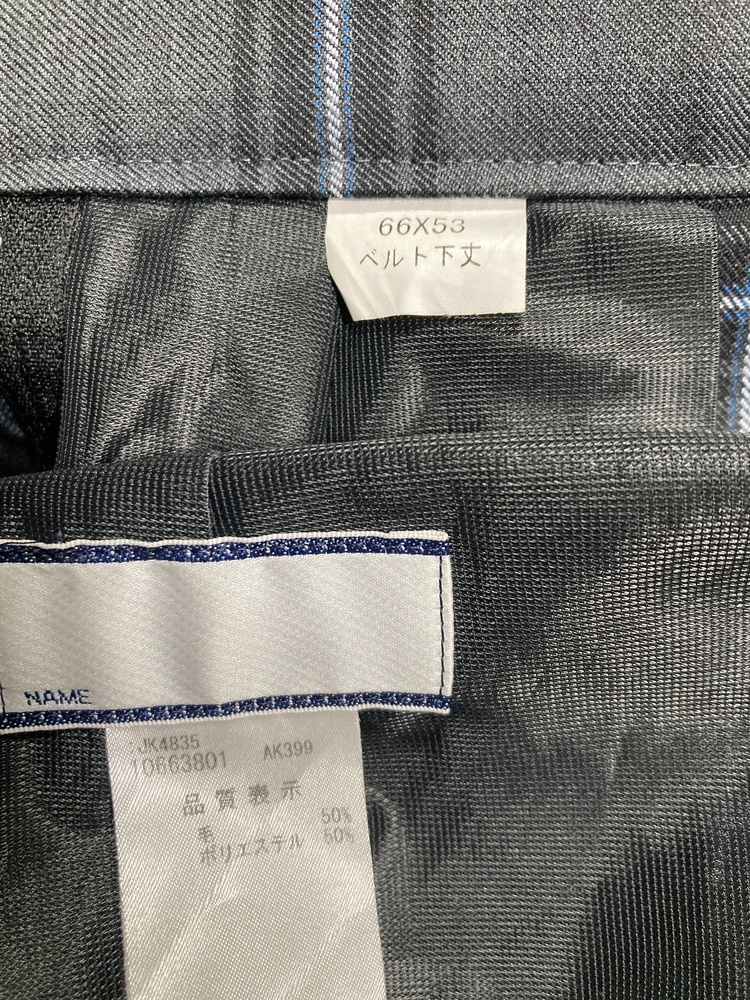 66X53
ベルト下丈
NAME
JK4835 AK399
10663801
品質表示
毛 50%
ポリエステル 50%